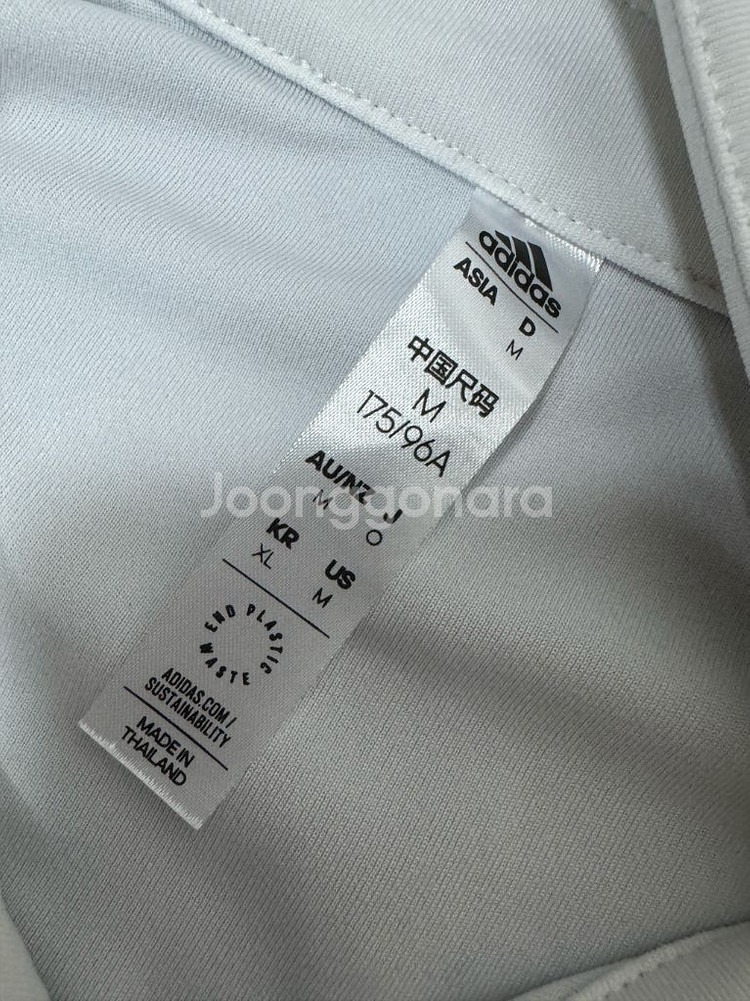 adidas
ASIA D
M
中国尺码
M
175/96A
AU/NZ J
M O
KR US
XL M
END PLASTIC WASTE
ADIDAS.COM/
SUSTAINABILITY
MADE IN
THAILAND
Joonggonara